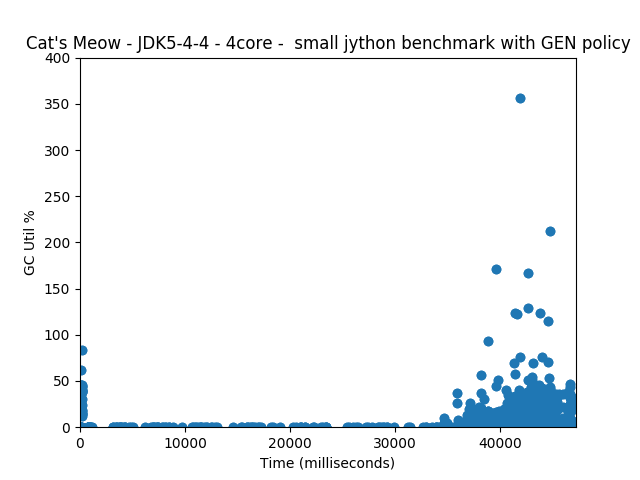 Cat's Meow - JDK5-4-4 - 4core -  small jython benchmark with GEN policy
400
350
300
250
200
150
100
50
0
GC Util %
0 10000 20000 30000 40000
Time (milliseconds)